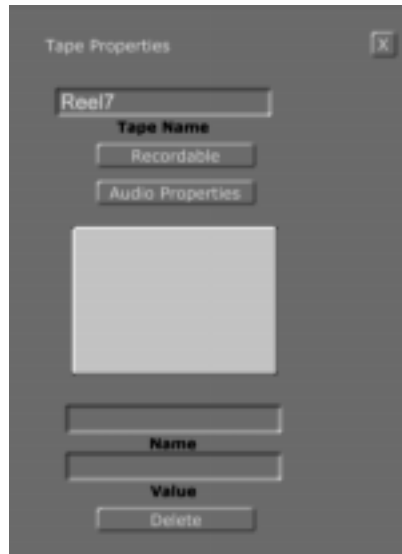 Tape Properties X
Reel7
Tape Name
Recordable
Audio Properties
Name
Value
Delete